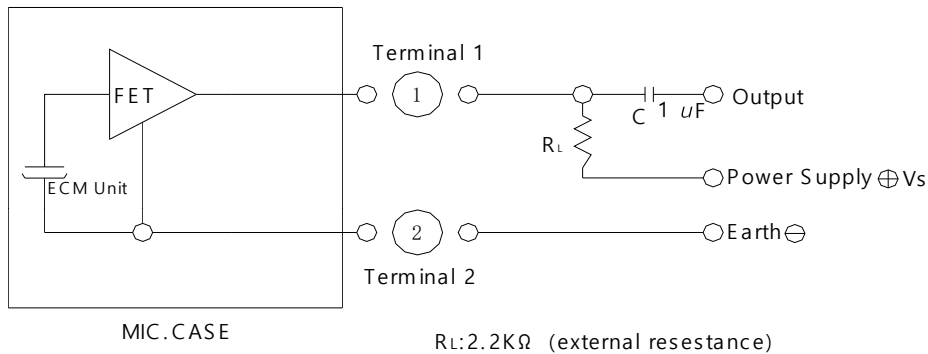 Terminal 1
FET
1
C 1 uF
Output
RL
ECM Unit
Power Supply ⊕ Vs
2
Earth ⊖
Terminal 2
MIC.CASE
RL:2.2KΩ (external resestance)